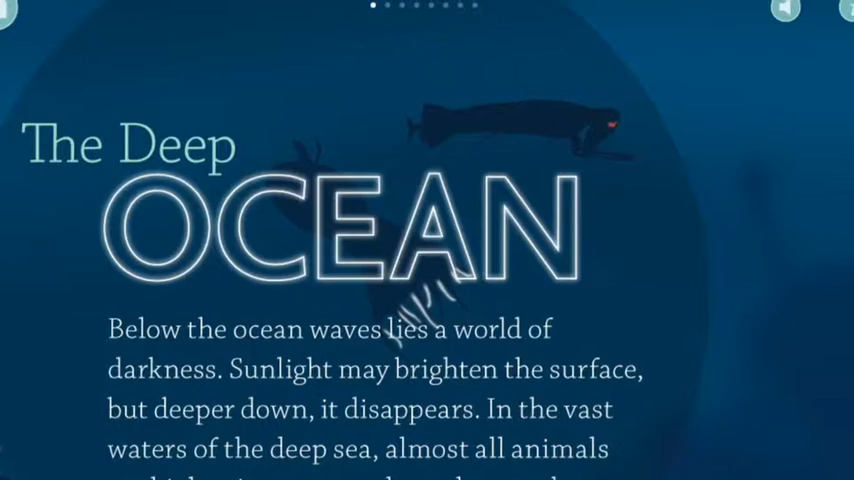 The Deep
OCEAN
Below the ocean waves lies a world of
darkness. Sunlight may brighten the surface,
but deeper down, it disappears. In the vast
waters of the deep sea, almost all animals